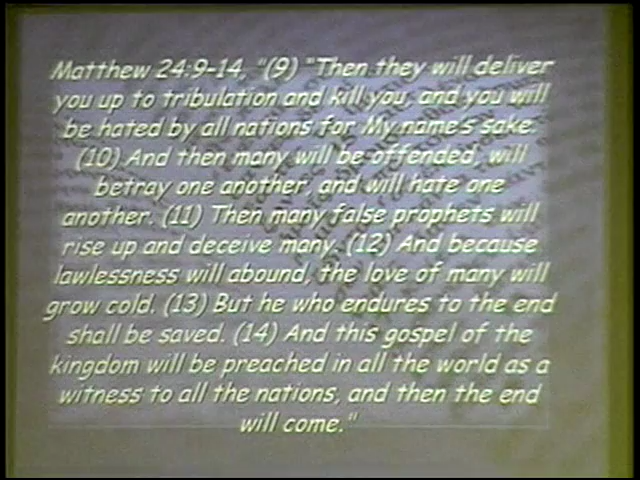 Matthew 24:9-14, "(9) "Then they will deliver
you up to tribulation and kill you, and you will
be hated by all nations for My name's sake.
(10) And then many will be offended, will
betray one another, and will hate one
another. (11) Then many false prophets will
rise up and deceive many. (12) And because
lawlessness will abound, the love of many will
grow cold. (13) But he who endures to the end
shall be saved. (14) And this gospel of the
kingdom will be preached in all the world as a
witness to all the nations, and then the end
will come."